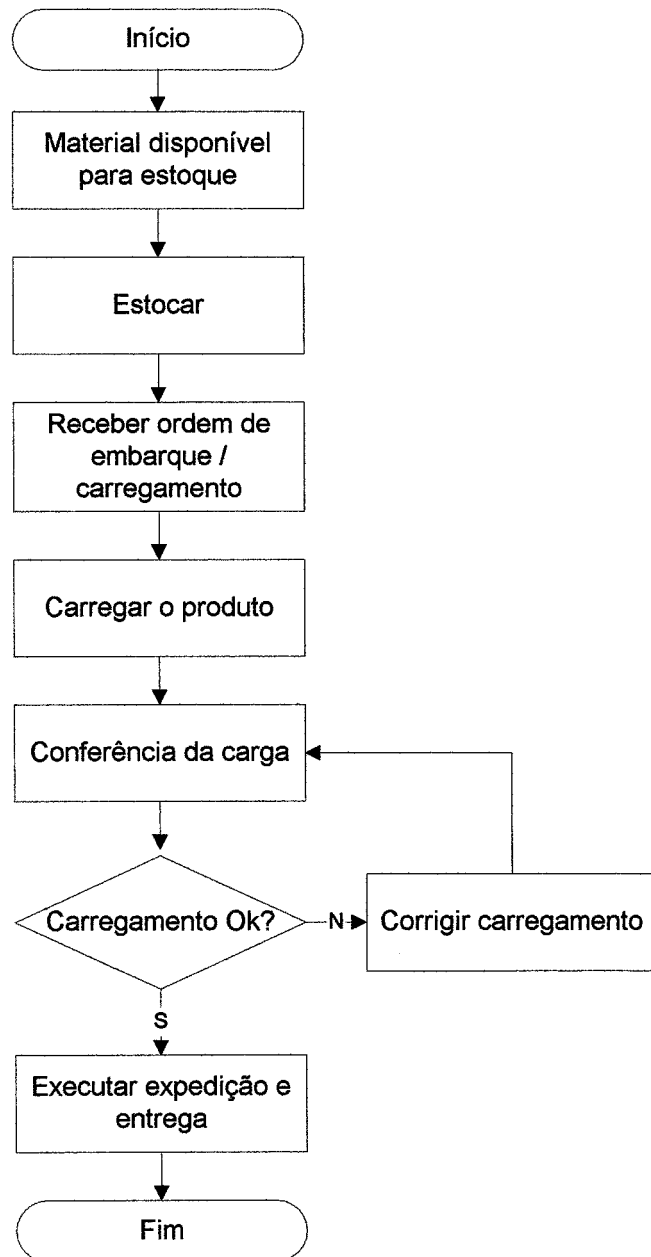 Início
Material disponível
para estoque
Estocar
Receber ordem de
embarque /
carregamento
Carregar o produto
Conferência da carga
Carregamento Ok?
N
Corrigir carregamento
S
Executar expedição e
entrega
Fim